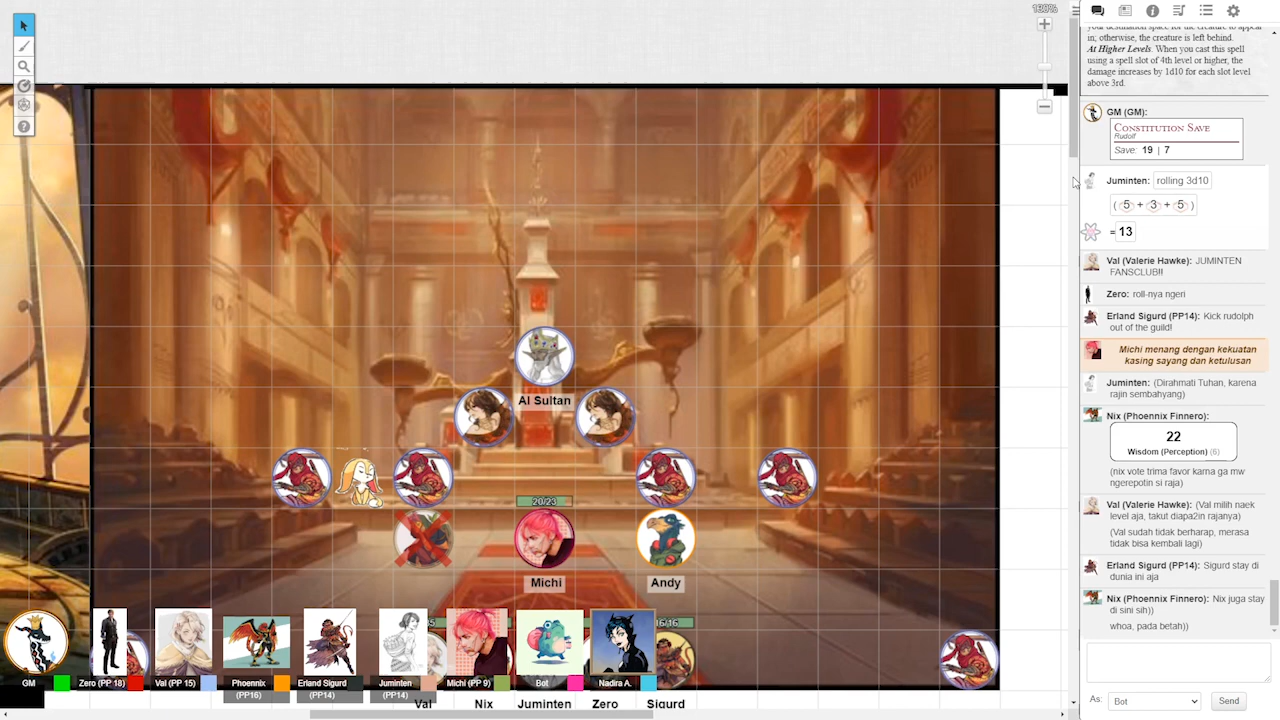 160%
your destination space for the creature to appear
in; otherwise, the creature is left behind.
At Higher Levels. When you cast this spell
using a spell slot of 4th level or higher, the
damage increases by 1d10 for each slot level
above 3rd.
GM (GM):
Constitution Save
Rudolf
Save: 19 | 7
Juminten: rolling 3d10
( 5 + 3 + 5 )
= 13
Val (Valerie Hawke): JUMINTEN
FANSCLUB!!
Zero: roll-nya ngeri
Erland Sigurd (PP14): Kick rudolph
out of the guild!
Michi menang dengan kekuatan
kasing sayang dan ketulusan
Juminten: (Dirahmati Tuhan, karena
rajin sembahyang)
Nix (Phoennix Finnero):
22
Wisdom (Perception) (6)
(nix vote trima favor karna ga mw
ngerepotin si raja)
Val (Valerie Hawke): (Val milih naek
level aja, takut diapa2in rajanya)
(Val sudah tidak berharap, merasa
tidak bisa kembali lagi)
Erland Sigurd (PP14): Sigurd stay di
dunia ini aja
Nix (Phoennix Finnero): Nix juga stay
di sini sih))
whoa, pada betah))
As: Bot
Send
Al Sultan
20/23
Michi
Andy
16/16
GM
Zero (PP 18)
Val (PP 15)
Phoennix
(PP16)
Erland Sigurd
(PP14)
Juminten
(PP14)
Michi (PP 9)
Bot
Nadira A.
Val
Nix
Juminten
Zero
Sigurd